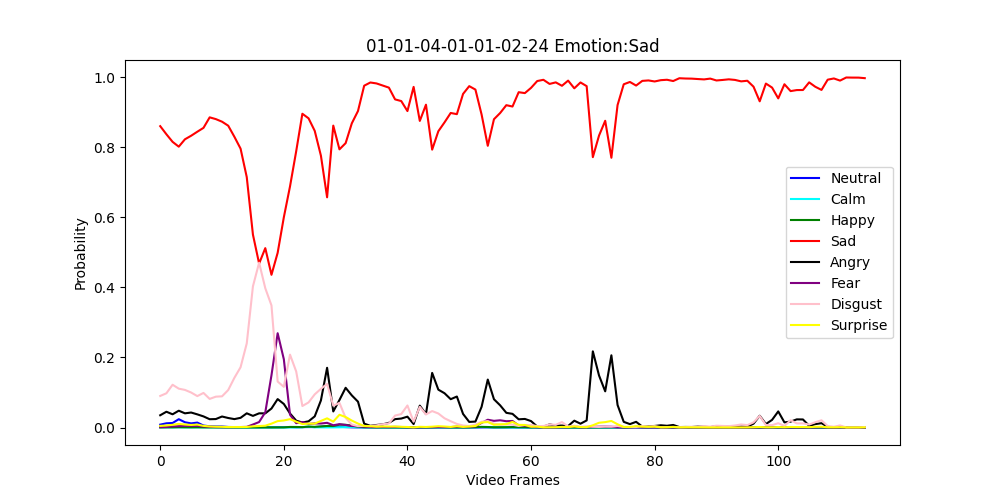 01-01-04-01-01-02-24 Emotion:Sad
Probability
1.0
0.8
0.6
0.4
0.2
0.0
Neutral
Calm
Happy
Sad
Angry
Fear
Disgust
Surprise
0 20 40 60 80 100
Video Frames